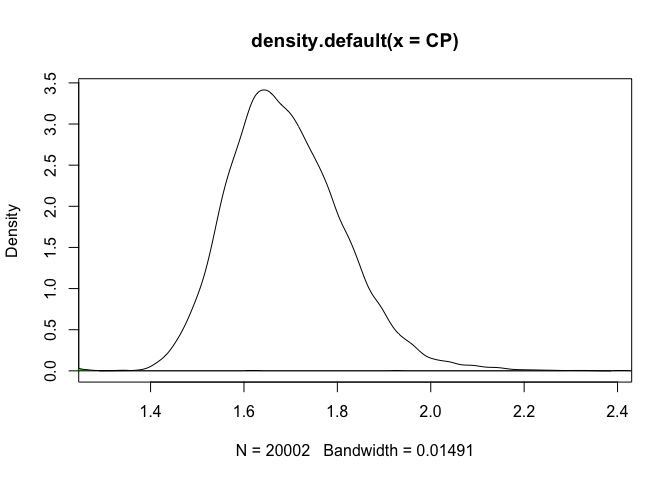 density.default(x = CP)
Density
3.5
3.0
2.5
2.0
1.5
1.0
0.5
0.0
1.4 1.6 1.8 2.0 2.2 2.4
N = 20002 Bandwidth = 0.01491